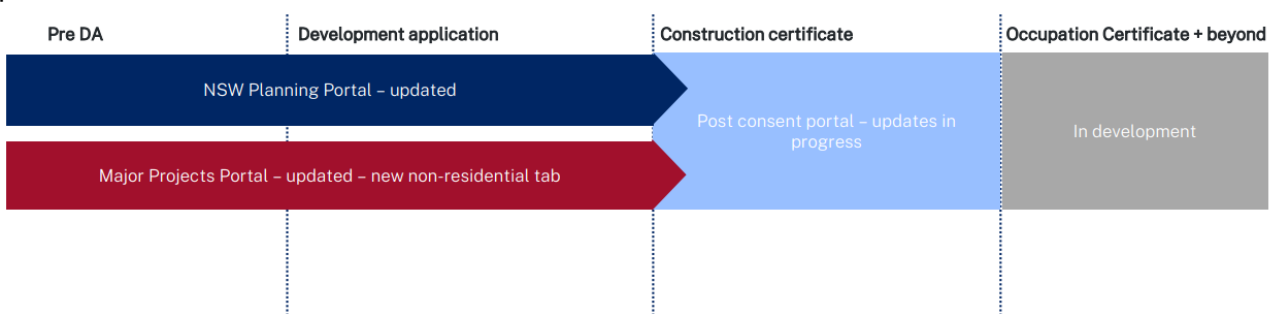 Pre DA
Development application
Construction certificate
Occupation Certificate + beyond
NSW Planning Portal – updated
Post consent portal – updates in
progress
In development
Major Projects Portal – updated – new non-residential tab